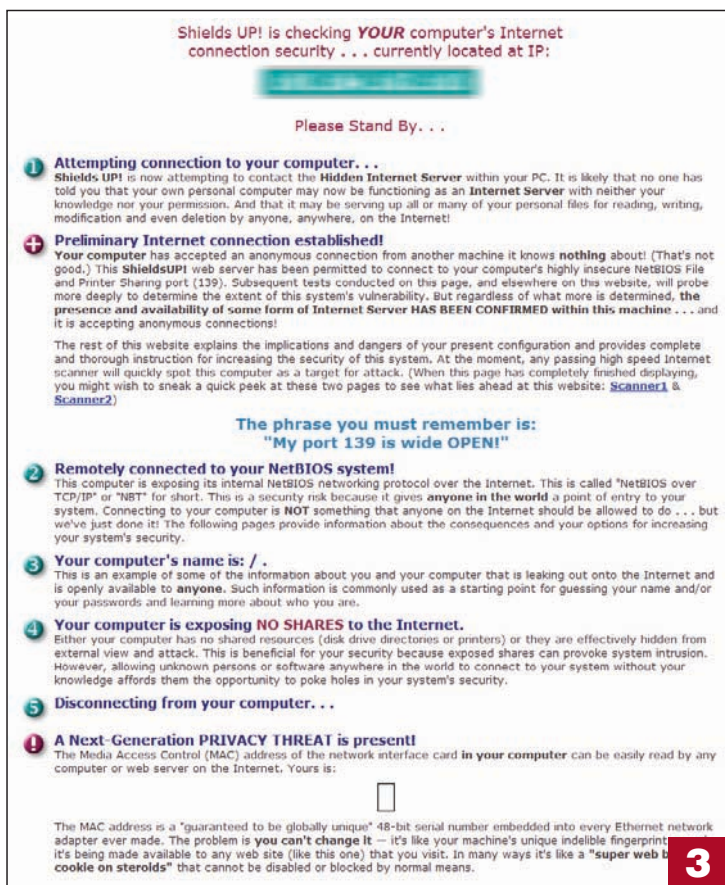 Shields UP! is checking YOUR computer's Internet
connection security . . . currently located at IP:
Please Stand By. . .
1 Attempting connection to your computer. . .
Shields UP! is now attempting to contact the Hidden Internet Server within your PC. It is likely that no one has
told you that your own personal computer may now be functioning as an Internet Server with neither your
knowledge nor your permission. And that it may be serving up all or many of your personal files for reading, writing,
modification and even deletion by anyone, anywhere, on the Internet!
Preliminary Internet connection established!
Your computer has accepted an anonymous connection from another machine it knows nothing about! (That's not
good.) This ShieldsUP! web server has been permitted to connect to your computer's highly insecure NetBIOS File
and Printer Sharing port (139). Subsequent tests conducted on this page, and elsewhere on this website, will probe
more deeply to determine the extent of this system's vulnerability. But regardless of what more is determined, the
presence and availability of some form of Internet Server HAS BEEN CONFIRMED within this machine . . . and
it is accepting anonymous connections!
The rest of this website explains the implications and dangers of your present configuration and provides complete
and thorough instruction for increasing the security of this system. At the moment, any passing high speed Internet
scanner will quickly spot this computer as a target for attack. (When this page has completely finished displaying,
you might wish to sneak a quick peek at these two pages to see what lies ahead at this website: Scanner1 &
Scanner2)
The phrase you must remember is:
"My port 139 is wide OPEN!"
2 Remotely connected to your NetBIOS system!
This computer is exposing its internal NetBIOS networking protocol over the Internet. This is called "NetBIOS over
TCP/IP" or "NBT" for short. This is a security risk because it gives anyone in the world a point of entry to your
system. Connecting to your computer is NOT something that anyone on the Internet should be allowed to do . . . but
we've just done it! The following pages provide information about the consequences and your options for increasing
your system's security.
3 Your computer's name is: / .
This is an example of some of the information about you and your computer that is leaking out onto the Internet and
is openly available to anyone. Such information is commonly used as a starting point for guessing your name and/or
your passwords and learning more about who you are.
4 Your computer is exposing NO SHARES to the Internet.
Either your computer has no shared resources (disk drive directories or printers) or they are effectively hidden from
external view and attack. This is beneficial for your security because exposed shares can provoke system intrusion.
However, allowing unknown persons or software anywhere in the world to connect to your system without your
knowledge affords them the opportunity to poke holes in your system's security.
5 Disconnecting from your computer. . .
! A Next-Generation PRIVACY THREAT is present!
The Media Access Control (MAC) address of the network interface card in your computer can be easily read by any
computer or web server on the Internet. Yours is:
The MAC address is a "guaranteed to be globally unique" 48-bit serial number embedded into every Ethernet network
adapter ever made. The problem is you can't change it — it's like your machine's unique indelible fingerprint
it's being made available to any web site (like this one) that you visit. In many ways it's like a "super web
cookie on steroids" that cannot be disabled or blocked by normal means.
3